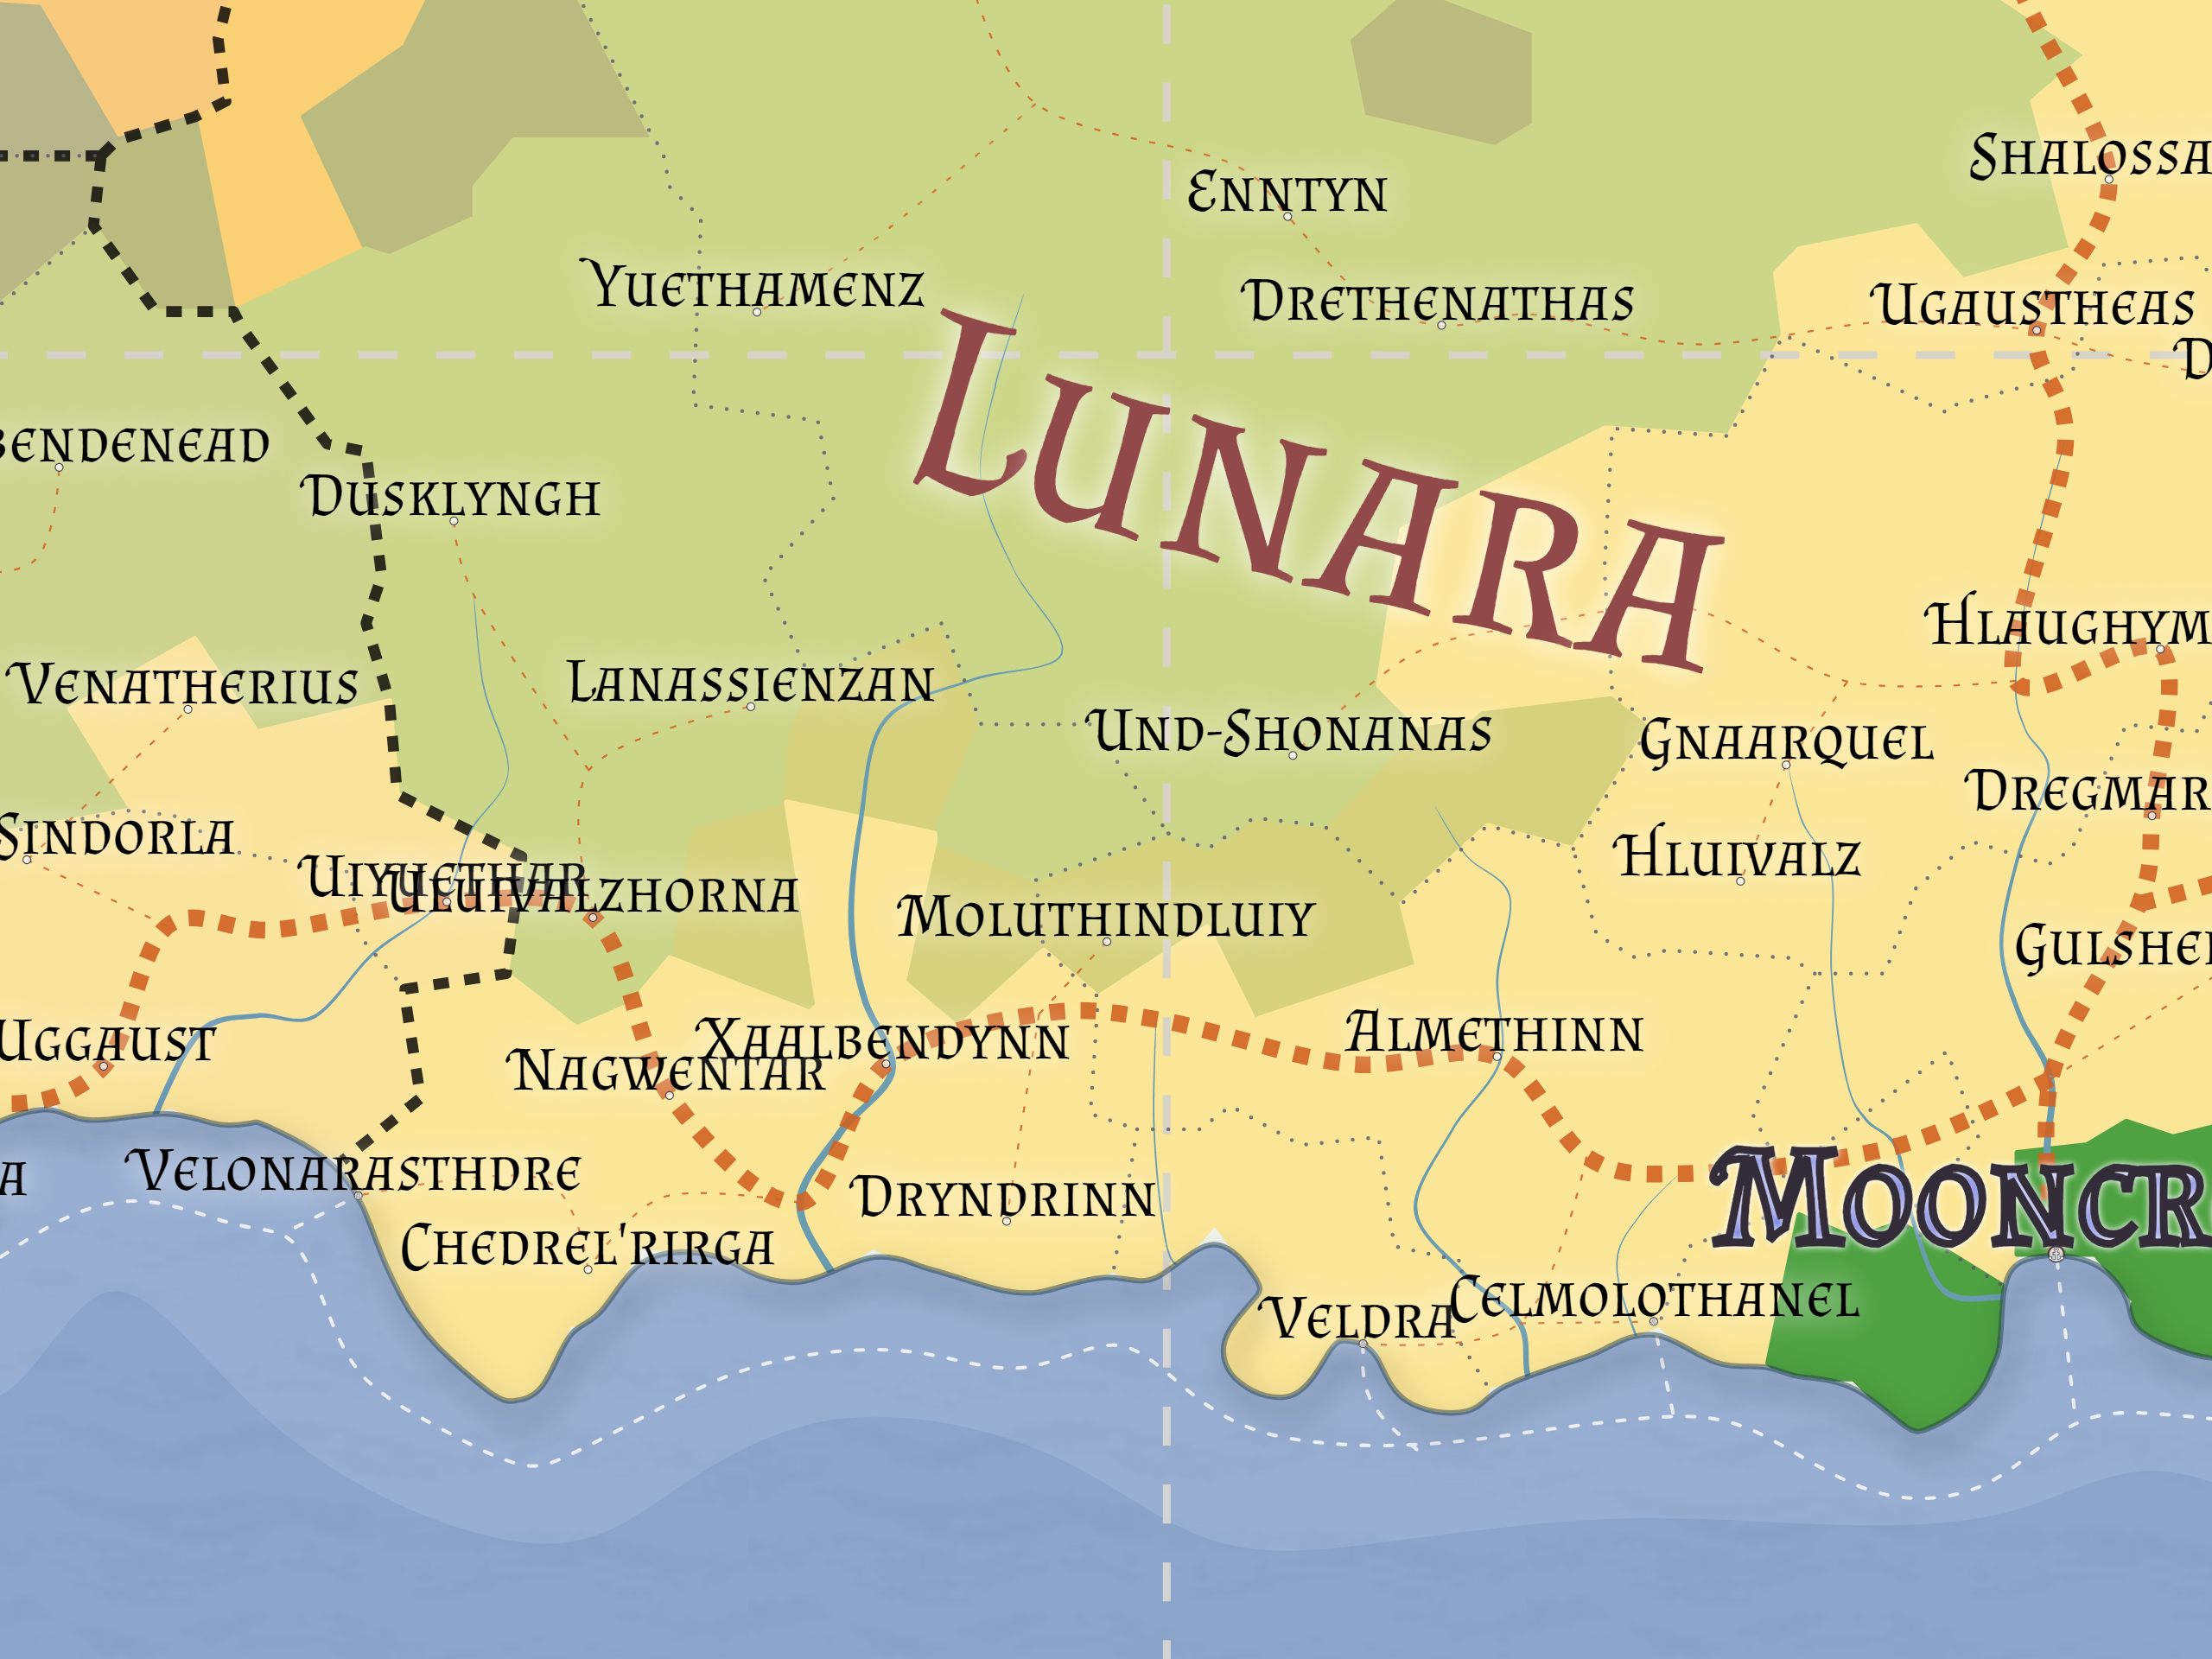 Shalossa
Enntyn
Yuethamenz
Drethenathas
Ugaustheas
D
Lunara
bendenead
Dusklyngh
Hlaughym
Venatherius
Lanassienzan
Und-Shonanas
Gnaarquel
Dregmar
Sindorla
Hluivalz
Uiyuethar
Uluivalzhorna
Moluthindluiy
Gulshe
Uggaust
Xaalbendynn
Nagwentar
Almethinn
a
Velonarasthdre
Dryndrinn
Chedrel'rirga
Mooncr
Veldra
Celmolothanel